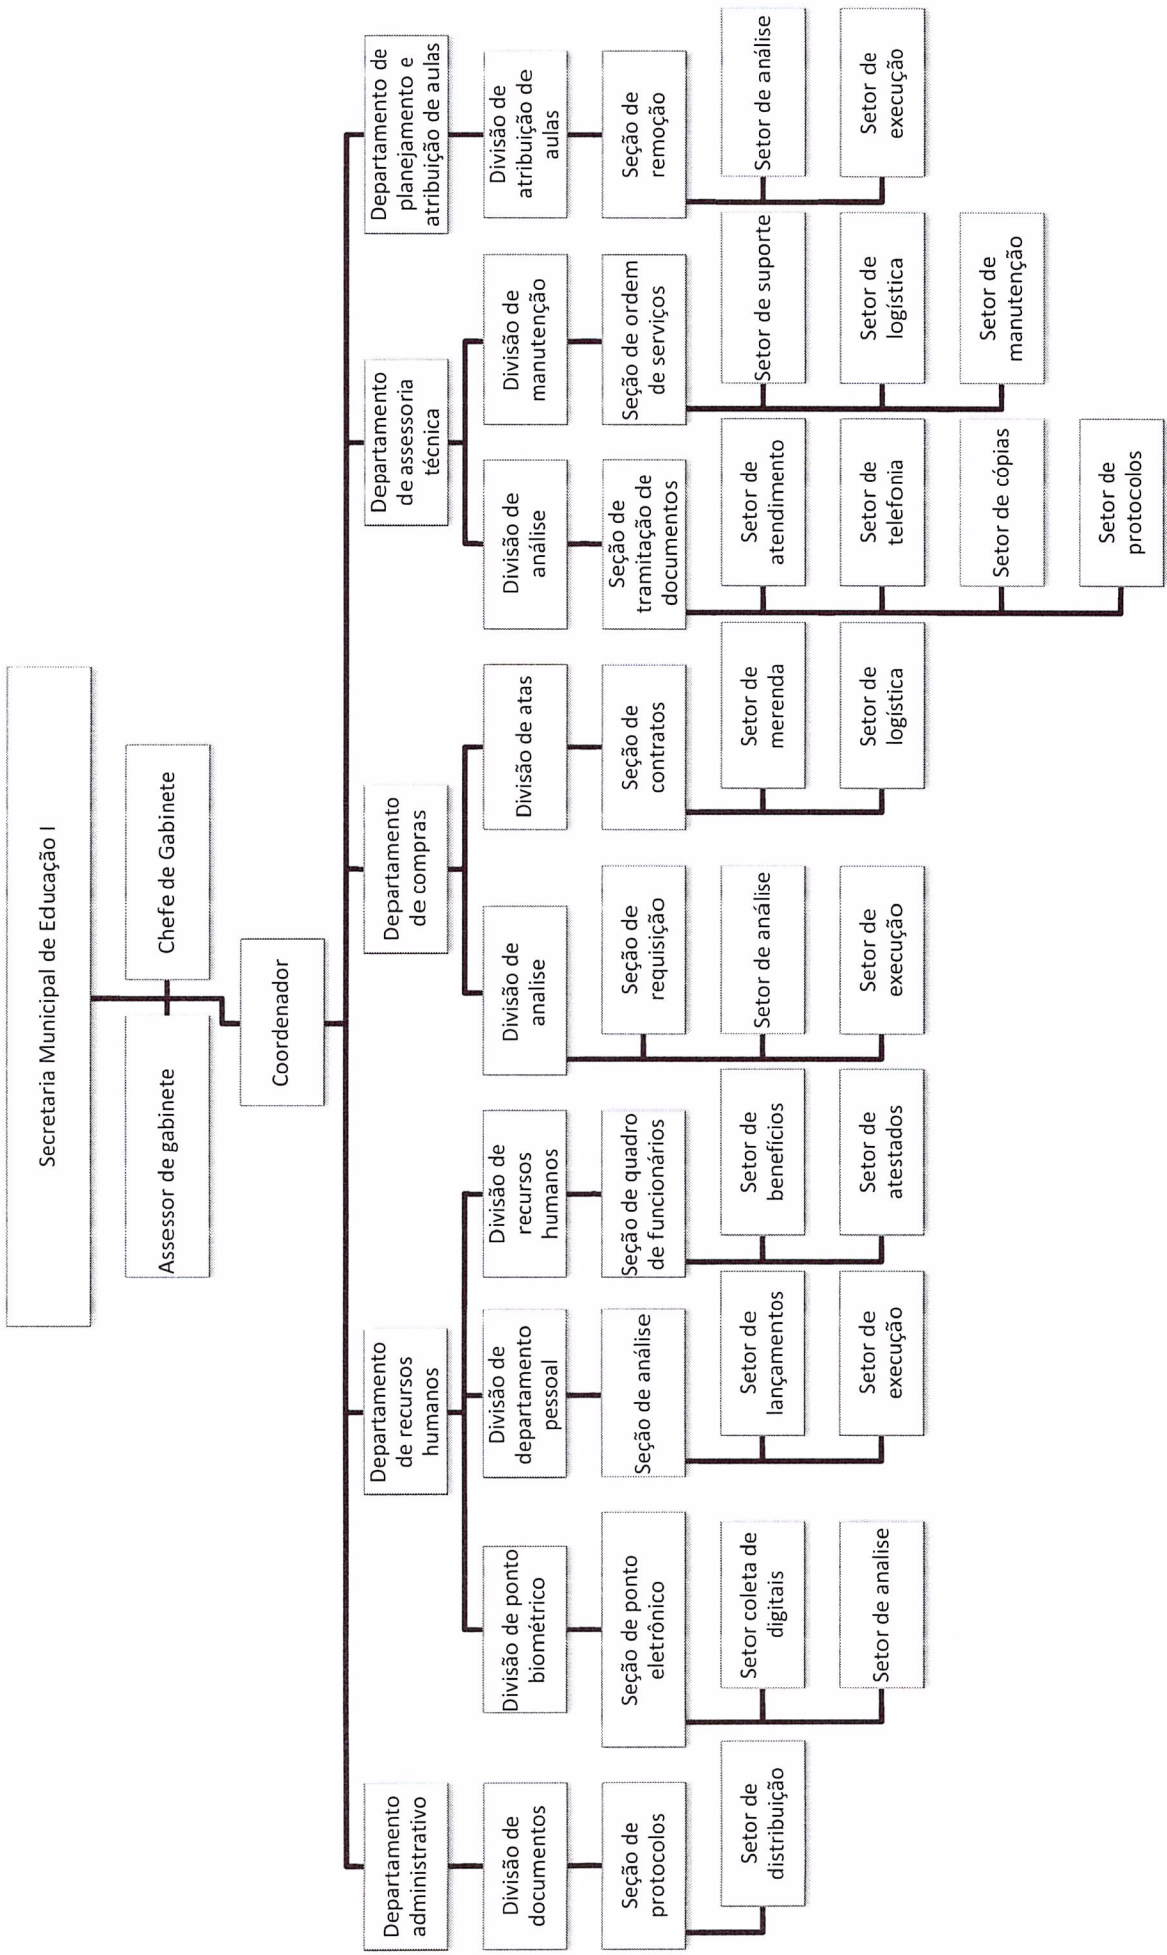 Secretaria Municipal de Educação I
Assessor de gabinete
Chefe de Gabinete
Coordenador
Departamento
administrativo
Divisão de
documentos
Seção de
protocolos
Setor de
distribuição
Departamento
de recursos
humanos
Divisão de ponto
biométrico
Seção de ponto
eletrônico
Setor coleta de
digitais
Setor de analise
Divisão de
departamento
pessoal
Seção de análise
Setor de
lançamentos
Setor de
execução
Divisão de
recursos
humanos
Seção de quadro
de funcionários
Setor de
benefícios
Setor de
atestados
Departamento
de compras
Divisão de
analise
Seção de
requisição
Setor de análise
Setor de
execução
Divisão de atas
Seção de
contratos
Setor de
merenda
Setor de
logística
Departamento
de assessoria
técnica
Divisão de
análise
Seção de
tramitação de
documentos
Setor de
atendimento
Setor de
telefonia
Setor de cópias
Setor de
protocolos
Divisão de
manutenção
Seção de ordem
de serviços
Setor de suporte
Setor de
logística
Setor de
manutenção
Departamento de
planejamento e
atribuição de aulas
Divisão de
atribuição de
aulas
Seção de
remoção
Setor de análise
Setor de
execução